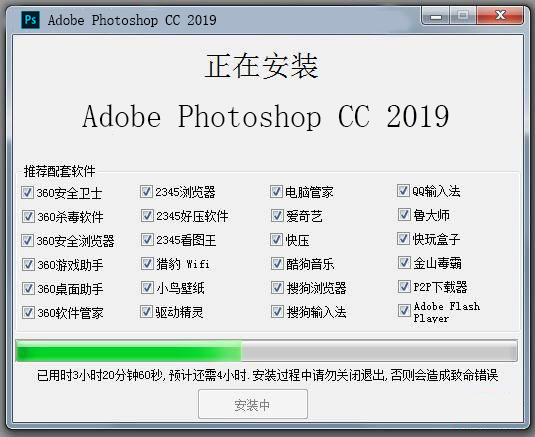 Ps Adobe Photoshop CC 2019
正在安装
Adobe Photoshop CC 2019
推荐配套软件
360安全卫士 2345浏览器 电脑管家 QQ输入法
360杀毒软件 2345好压软件 爱奇艺 鲁大师
360安全浏览器 2345看图王 快压 快玩盒子
360游戏助手 猎豹 Wifi 酷狗音乐 金山毒霸
360桌面助手 小鸟壁纸 搜狗浏览器 P2P下载器
360软件管家 驱动精灵 搜狗输入法 Adobe Flash
Player
已用时3小时20分钟60秒, 预计还需4小时. 安装过程中请勿关闭退出, 否则会造成致命错误
安装中